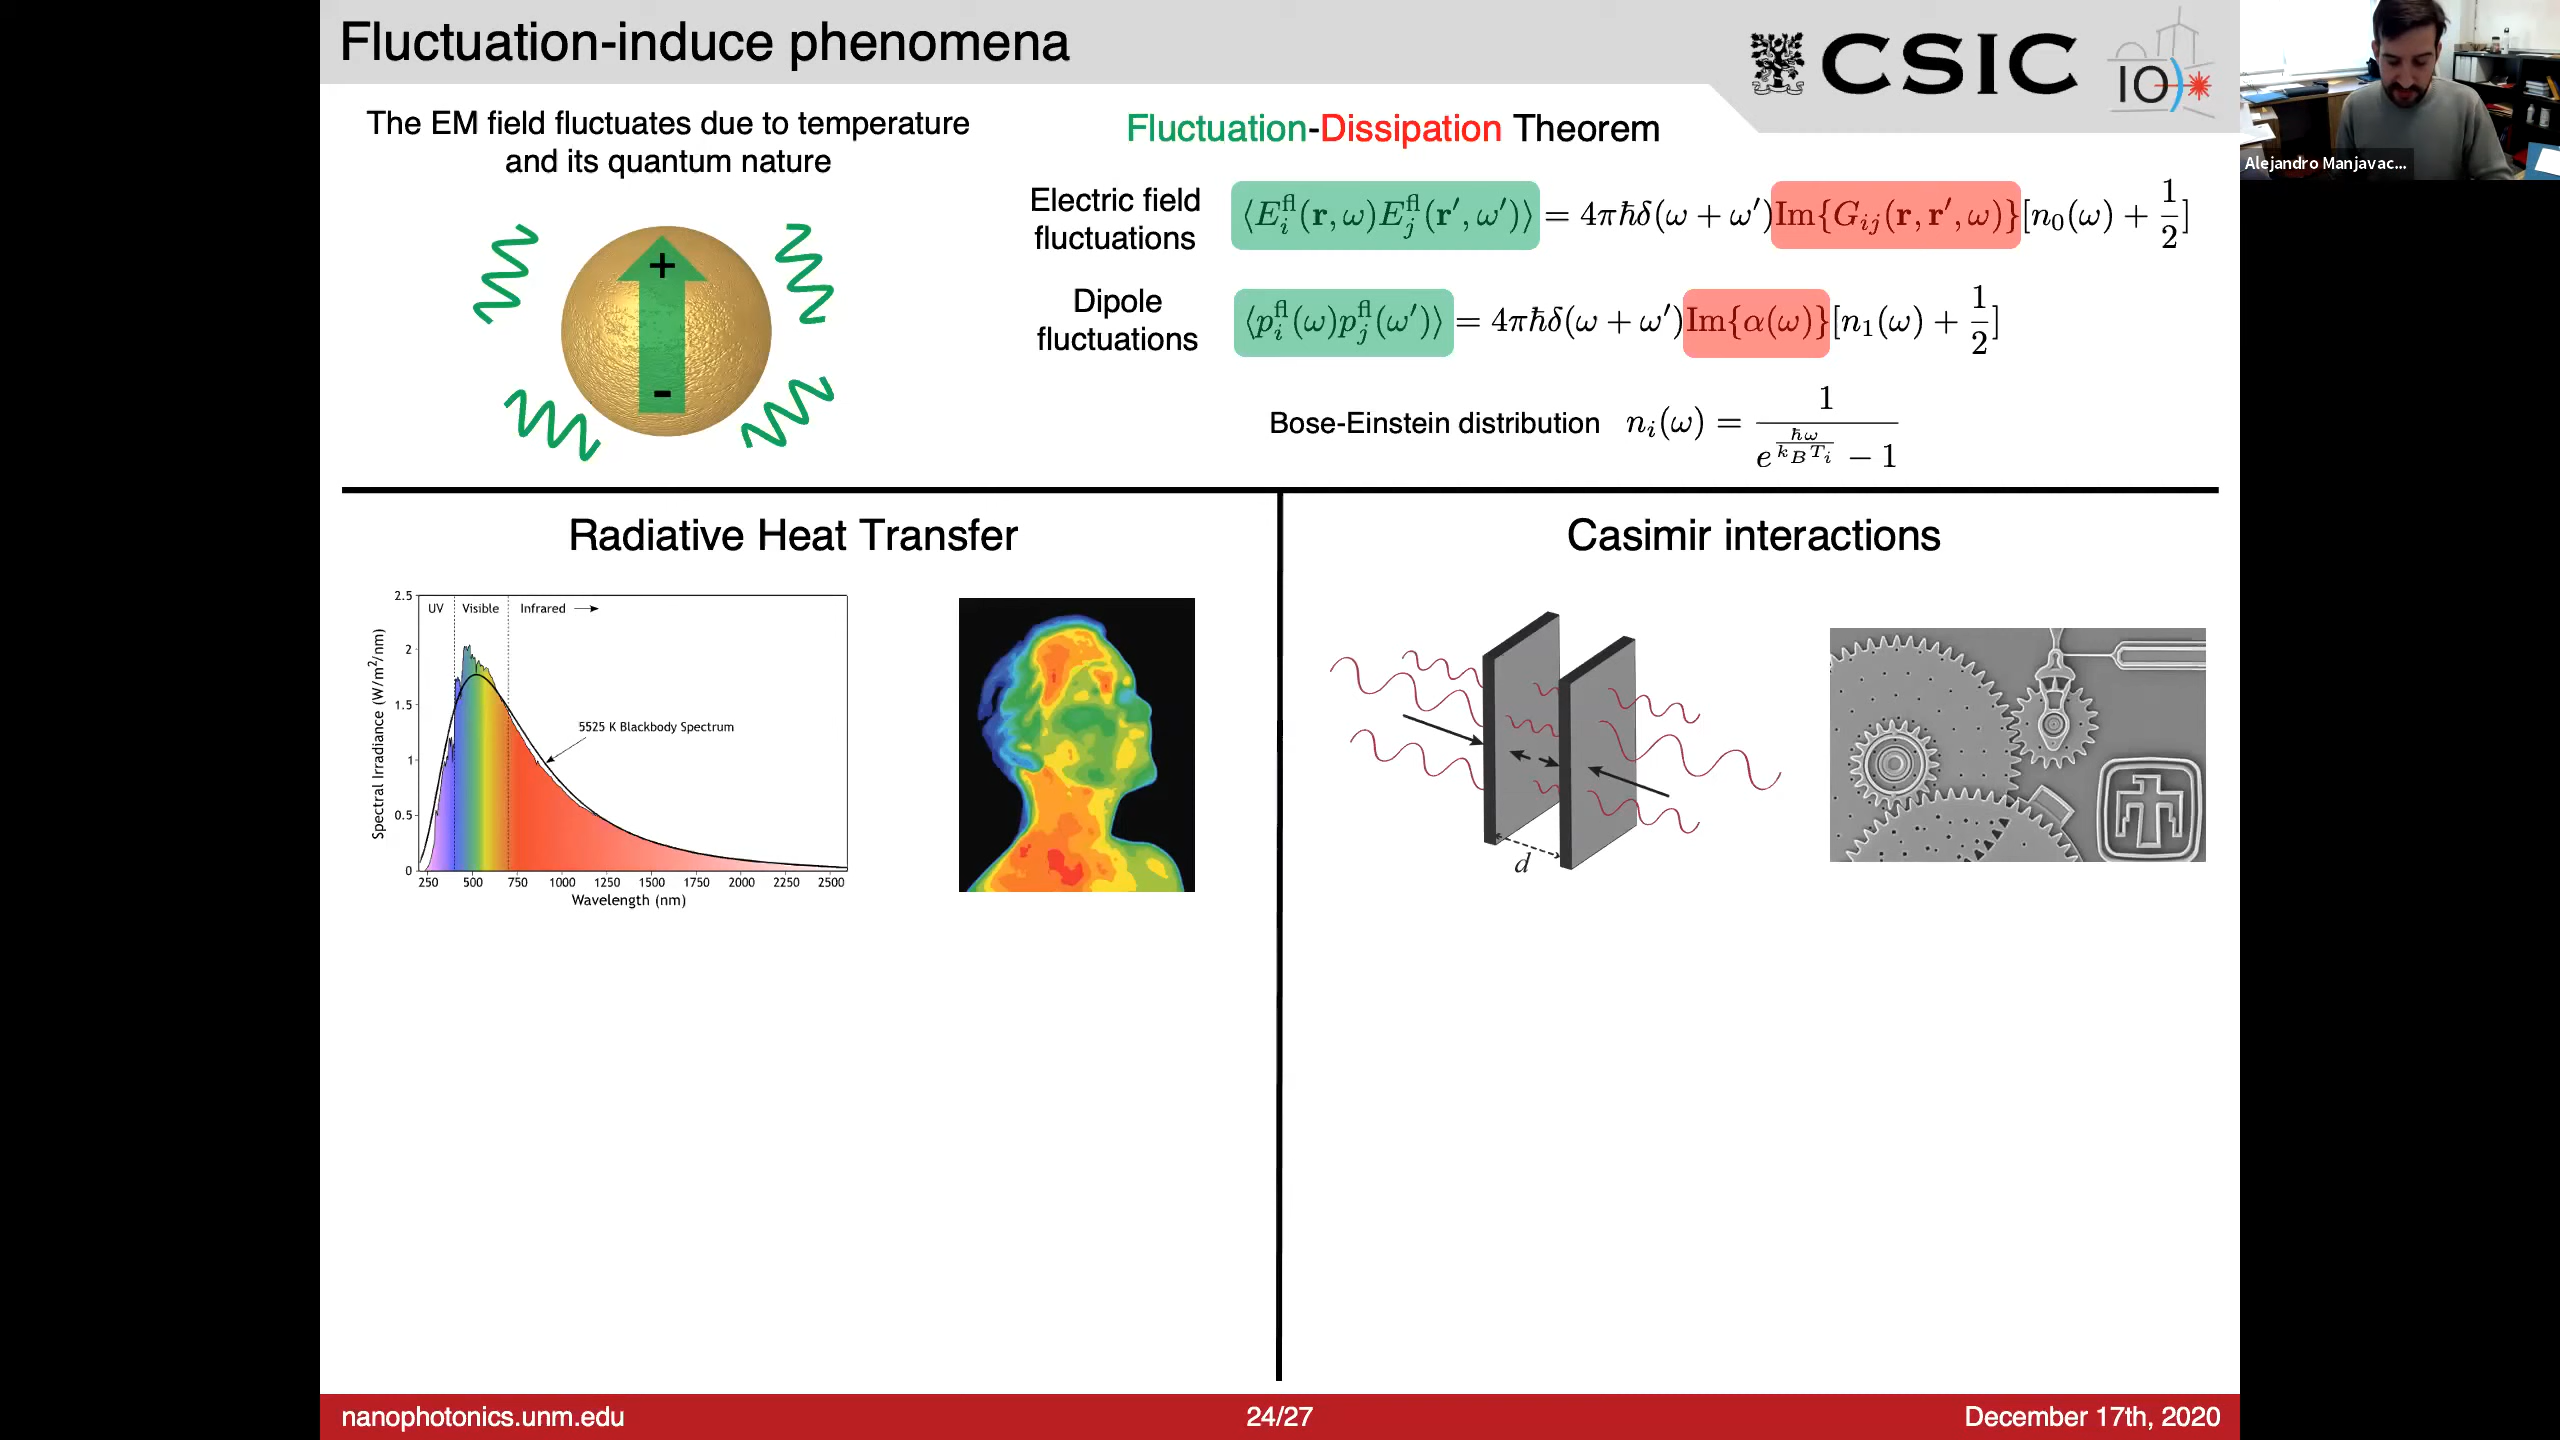 Fluctuation-induce phenomena
CSIC
IO
Alejandro Manjavac...
The EM field fluctuates due to temperature
and its quantum nature
+
-
Fluctuation-Dissipation Theorem
Electric field
fluctuations
⟨E_i^fl(r, ω)E_j^fl(r′, ω′)⟩ = 4πℏδ(ω + ω′)Im{G_ij(r, r′, ω)}[n_0(ω) + 1/2]
Dipole
fluctuations
⟨p_i^fl(ω)p_j^fl(ω′)⟩ = 4πℏδ(ω + ω′)Im{α(ω)}[n_1(ω) + 1/2]
Bose-Einstein distribution n_i(ω) = 1/(e^(ℏω/(k_B T_i)) − 1)
Radiative Heat Transfer
Spectral Irradiance (W/m²/nm)
2.5
2
1.5
1
0.5
0
UV Visible Infrared →
5525 K Blackbody Spectrum
250 500 750 1000 1250 1500 1750 2000 2250 2500
Wavelength (nm)
Casimir interactions
d
nanophotonics.unm.edu
24/27
December 17th, 2020